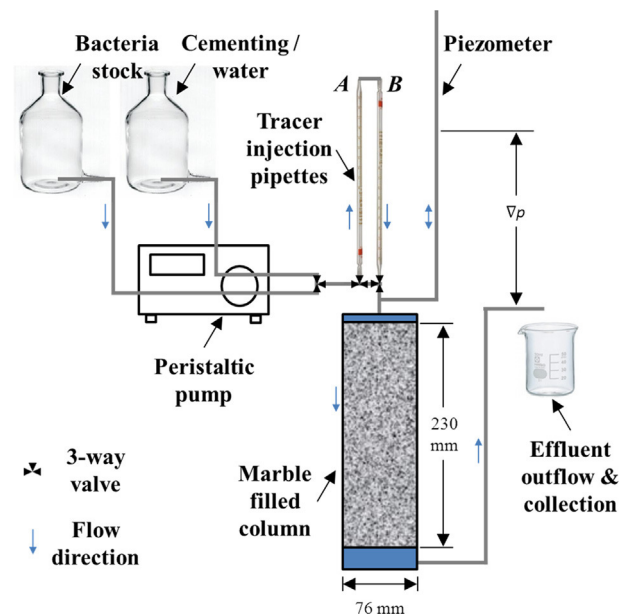 Bacteria
stock
Cementing /
water
Piezometer
A
B
Tracer
injection
pipettes
∇p
Peristaltic
pump
230
mm
Effluent
outflow &
collection
Marble
filled
column
3-way
valve
Flow
direction
76 mm